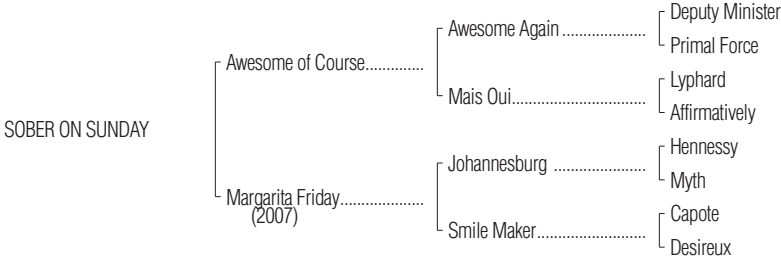 Deputy Minister
Awesome Again ....................
Primal Force
Awesome of Course..............
Lyphard
Mais Oui................................
Affirmatively
SOBER ON SUNDAY
Hennessy
Johannesburg ......................
Myth
Margarita Friday....................
(2007)
Capote
Smile Maker..........................
Desireux